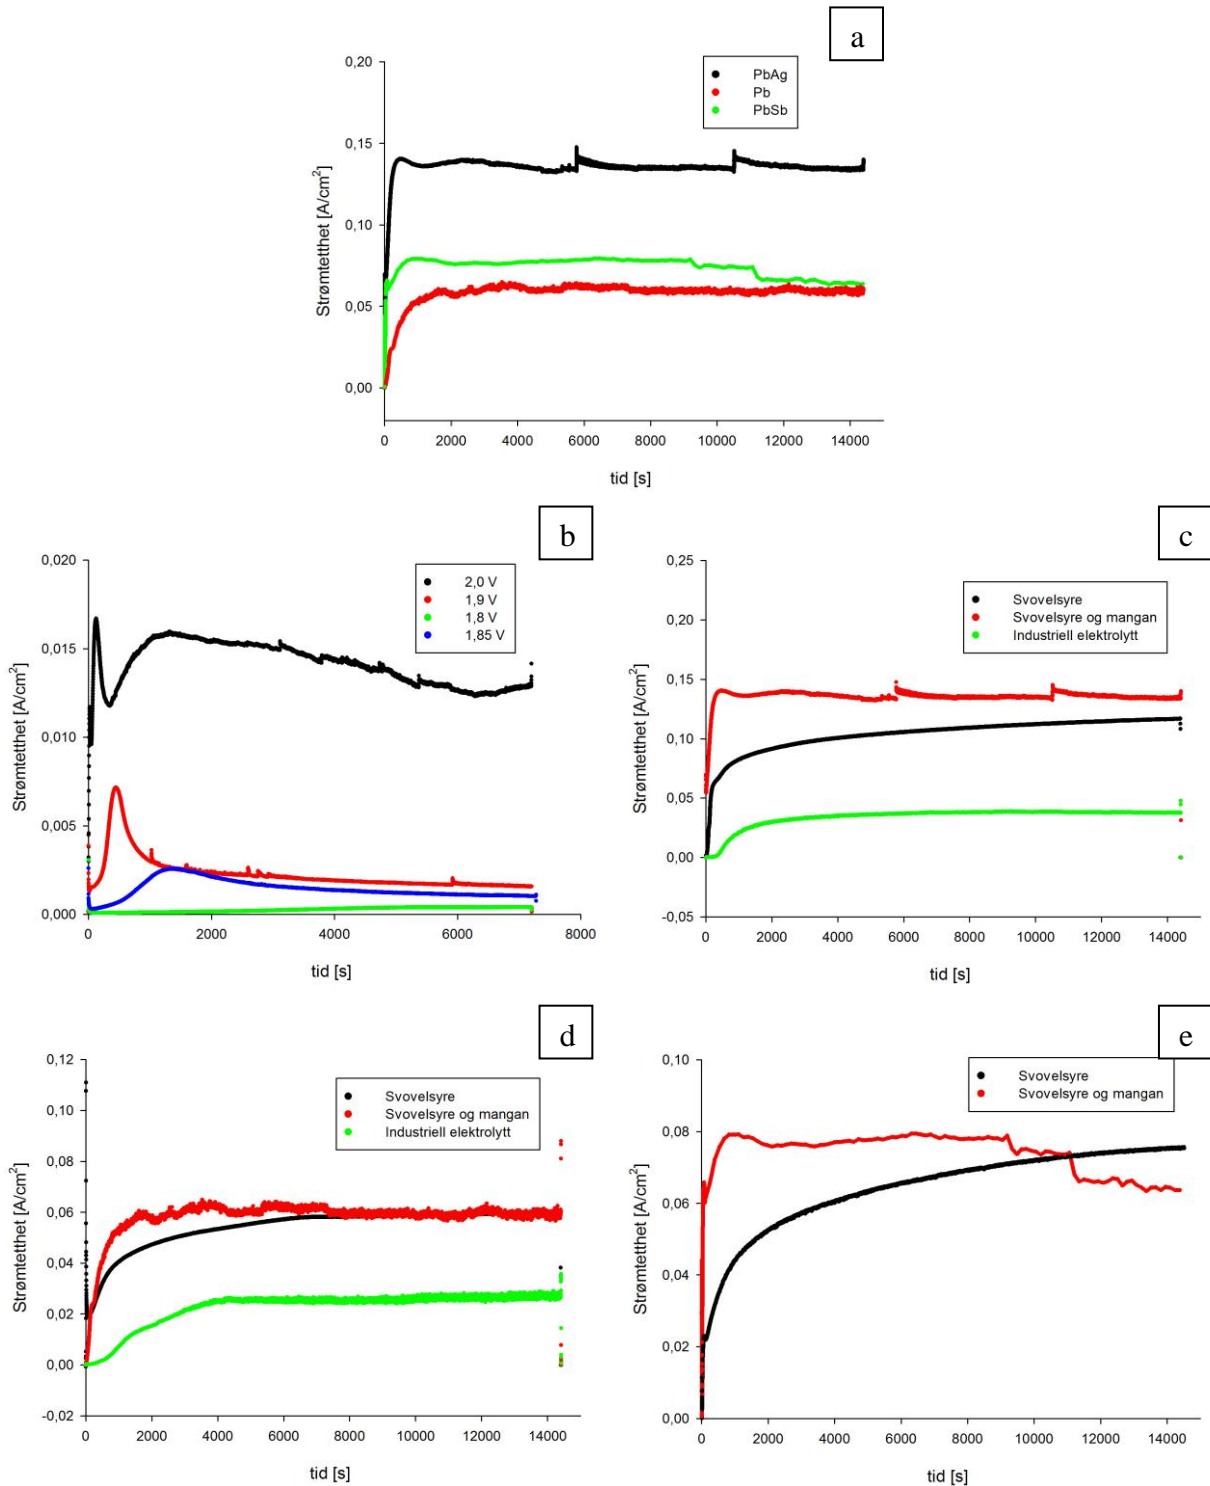 a
0,20
0,15
0,10
0,05
0,00
Strømtetthet [A/cm²]
PbAg
Pb
PbSb
0 2000 4000 6000 8000 10000 12000 14000
tid [s]
b
0,020
0,015
0,010
0,005
0,000
Strømtetthet [A/cm²]
2,0 V
1,9 V
1,8 V
1,85 V
0 2000 4000 6000 8000
tid [s]
c
0,25
0,20
0,15
0,10
0,05
0,00
-0,05
Strømtetthet [A/cm²]
Svovelsyre
Svovelsyre og mangan
Industriell elektrolytt
0 2000 4000 6000 8000 10000 12000 14000
tid [s]
d
0,12
0,10
0,08
0,06
0,04
0,02
0,00
-0,02
Strømtetthet [A/cm²]
Svovelsyre
Svovelsyre og mangan
Industriell elektrolytt
0 2000 4000 6000 8000 10000 12000 14000
tid [s]
e
0,10
0,08
0,06
0,04
0,02
0,00
Strømtetthet [A/cm²]
Svovelsyre
Svovelsyre og mangan
0 2000 4000 6000 8000 10000 12000 14000
tid [s]